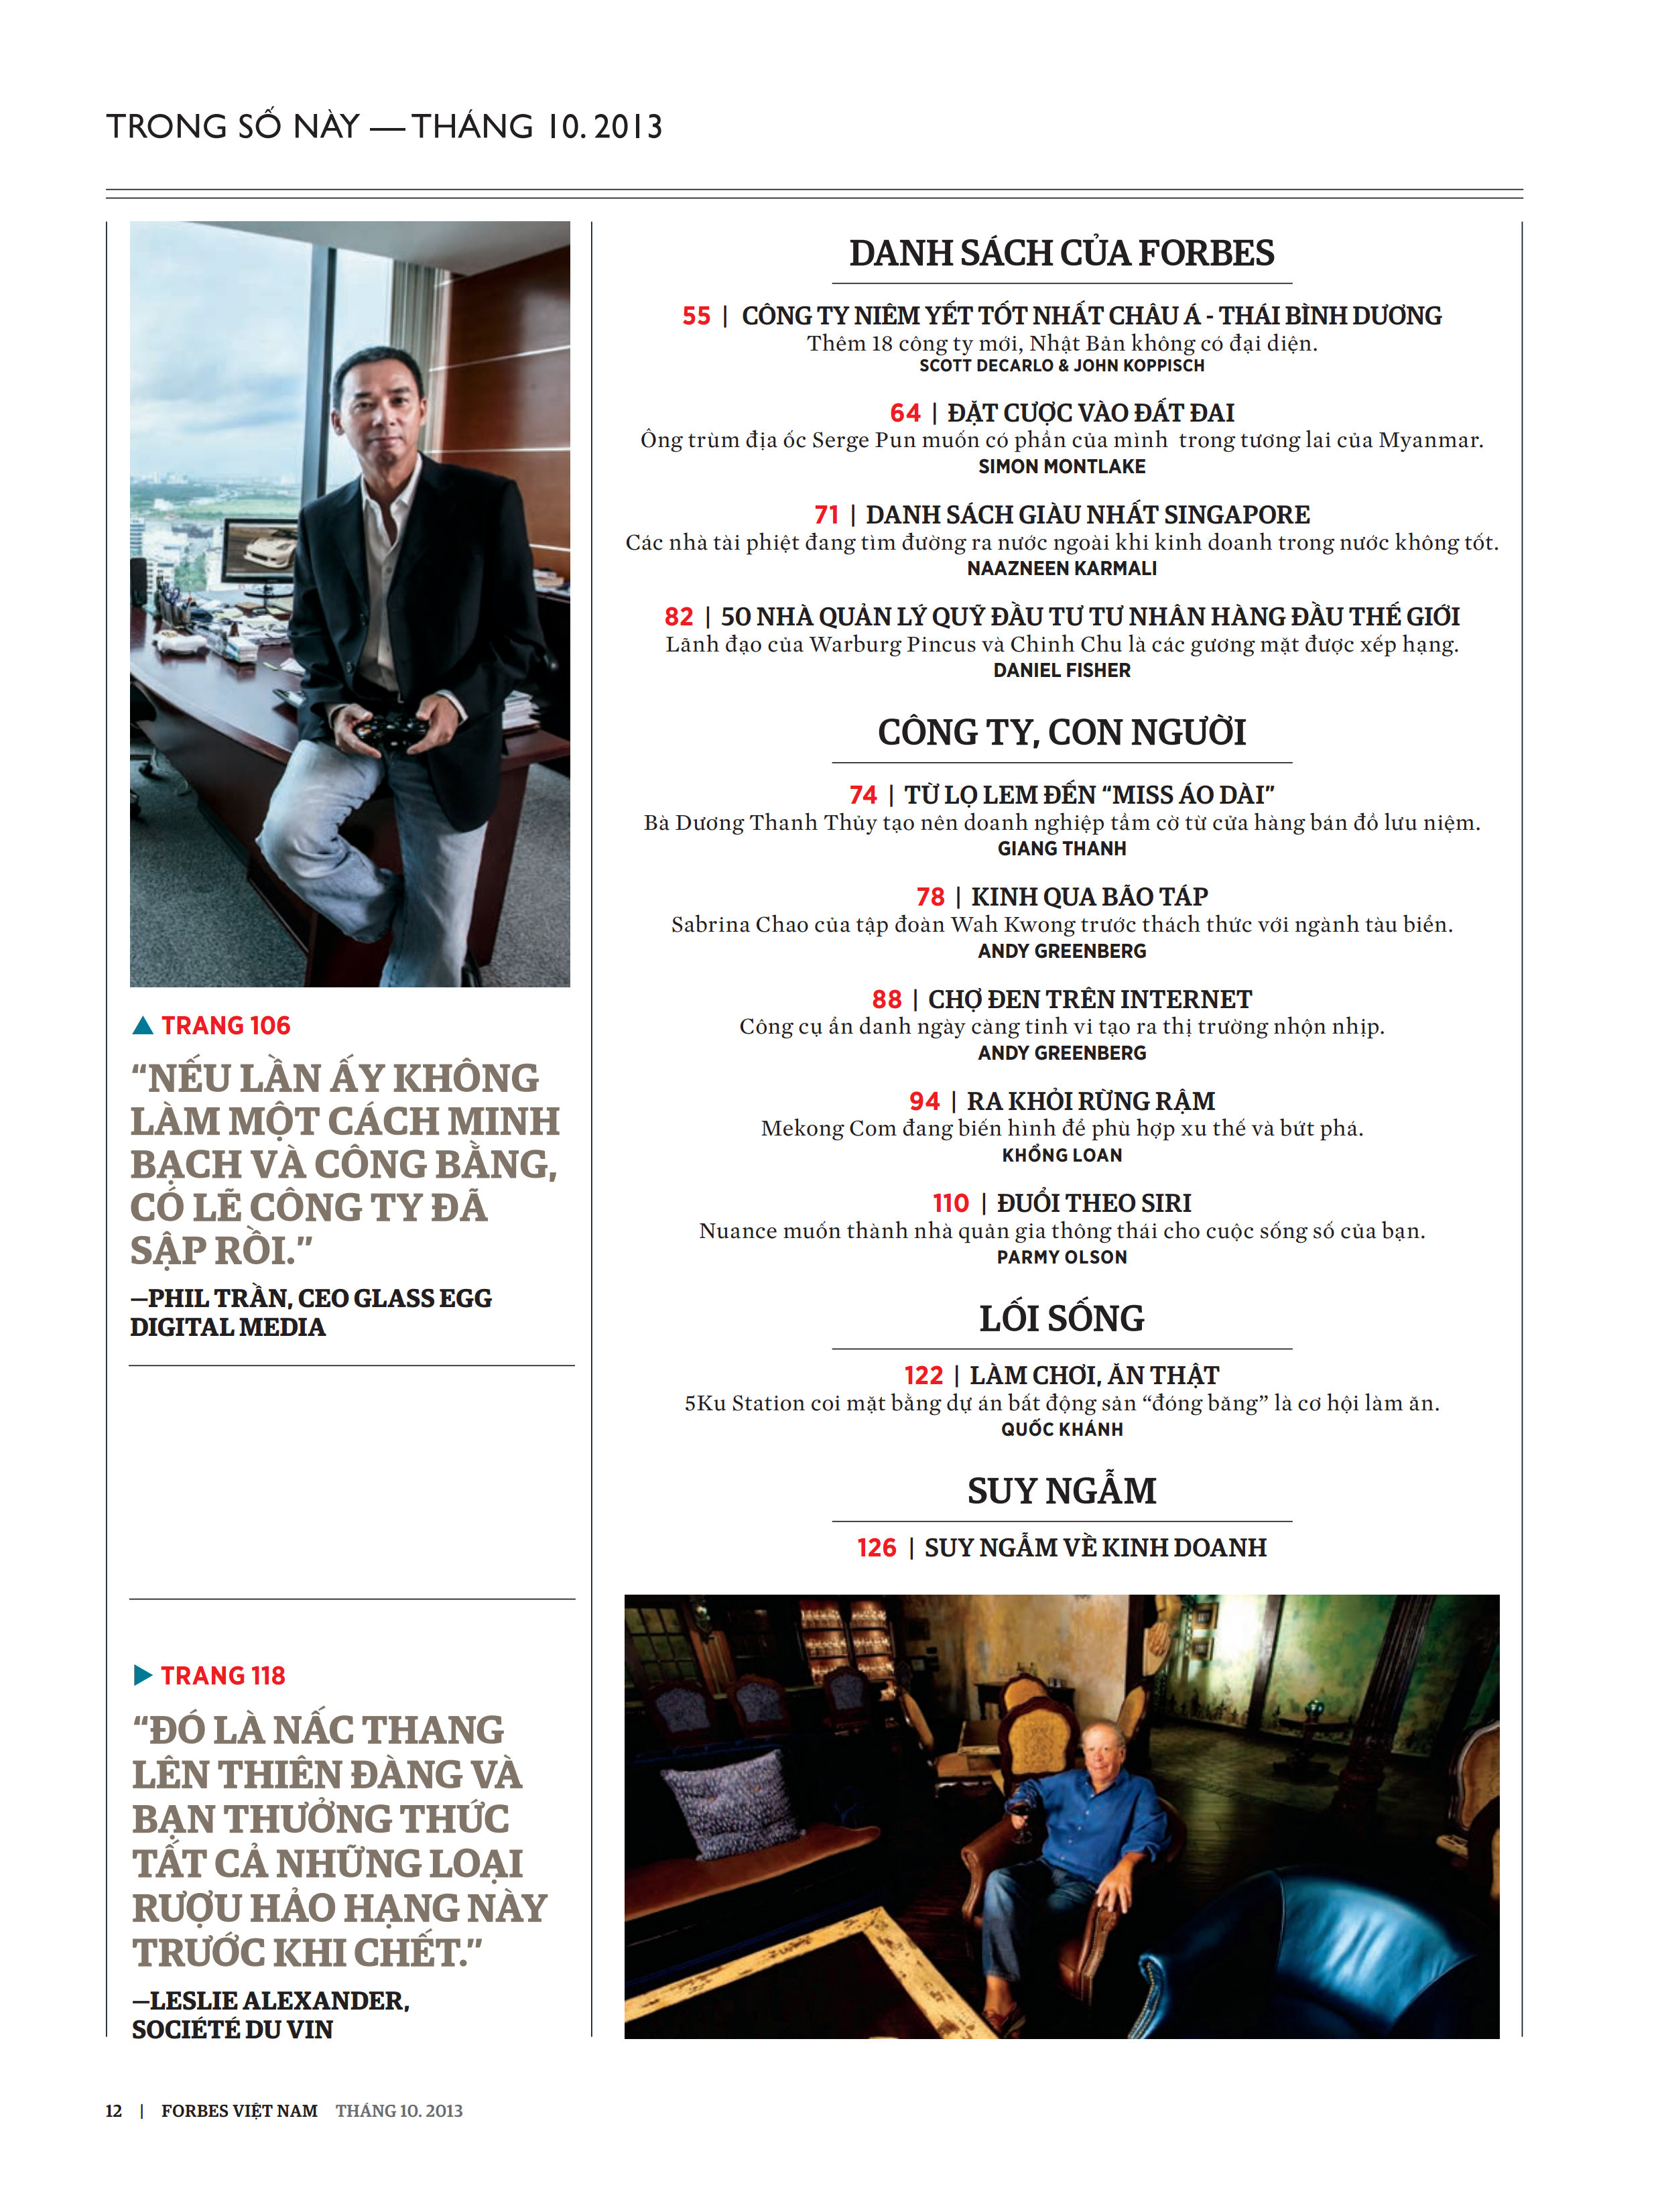 TRONG SỐ NÀY — THÁNG 10. 2013
▲ TRANG 106
“NẾU LẦN ẤY KHÔNG
LÀM MỘT CÁCH MINH
BẠCH VÀ CÔNG BẰNG,
CÓ LẼ CÔNG TY ĐÃ
SẬP RỒI.”
—PHIL TRẦN, CEO GLASS EGG
DIGITAL MEDIA
▶ TRANG 118
“ĐÓ LÀ NẤC THANG
LÊN THIÊN ĐÀNG VÀ
BẠN THƯỞNG THỨC
TẤT CẢ NHỮNG LOẠI
RƯỢU HẢO HẠNG NÀY
TRƯỚC KHI CHẾT.”
—LESLIE ALEXANDER,
SOCIÉTÉ DU VIN
DANH SÁCH CỦA FORBES
55 | CÔNG TY NIÊM YẾT TỐT NHẤT CHÂU Á - THÁI BÌNH DƯƠNG
Thêm 18 công ty mới, Nhật Bản không có đại diện.
SCOTT DECARLO & JOHN KOPPISCH
64 | ĐẶT CƯỢC VÀO ĐẤT ĐAI
Ông trùm địa ốc Serge Pun muốn có phần của mình trong tương lai của Myanmar.
SIMON MONTLAKE
71 | DANH SÁCH GIÀU NHẤT SINGAPORE
Các nhà tài phiệt đang tìm đường ra nước ngoài khi kinh doanh trong nước không tốt.
NAAZNEEN KARMALI
82 | 50 NHÀ QUẢN LÝ QUỸ ĐẦU TƯ TƯ NHÂN HÀNG ĐẦU THẾ GIỚI
Lãnh đạo của Warburg Pincus và Chinh Chu là các gương mặt được xếp hạng.
DANIEL FISHER
CÔNG TY, CON NGƯỜI
74 | TỪ LỌ LEM ĐẾN “MISS ÁO DÀI”
Bà Dương Thanh Thủy tạo nên doanh nghiệp tầm cỡ từ cửa hàng bán đồ lưu niệm.
GIANG THANH
78 | KINH QUA BÃO TÁP
Sabrina Chao của tập đoàn Wah Kwong trước thách thức với ngành tàu biển.
ANDY GREENBERG
88 | CHỢ ĐEN TRÊN INTERNET
Công cụ ẩn danh ngày càng tinh vi tạo ra thị trường nhộn nhịp.
ANDY GREENBERG
94 | RA KHỎI RỪNG RẬM
Mekong Com đang biến hình để phù hợp xu thế và bứt phá.
KHỔNG LOAN
110 | ĐUỔI THEO SIRI
Nuance muốn thành nhà quản gia thông thái cho cuộc sống số của bạn.
PARMY OLSON
LỐI SỐNG
122 | LÀM CHƠI, ĂN THẬT
5Ku Station coi mặt bằng dự án bất động sản “đóng băng” là cơ hội làm ăn.
QUỐC KHÁNH
SUY NGẪM
126 | SUY NGẪM VỀ KINH DOANH
12 | FORBES VIỆT NAM THÁNG 10. 2013